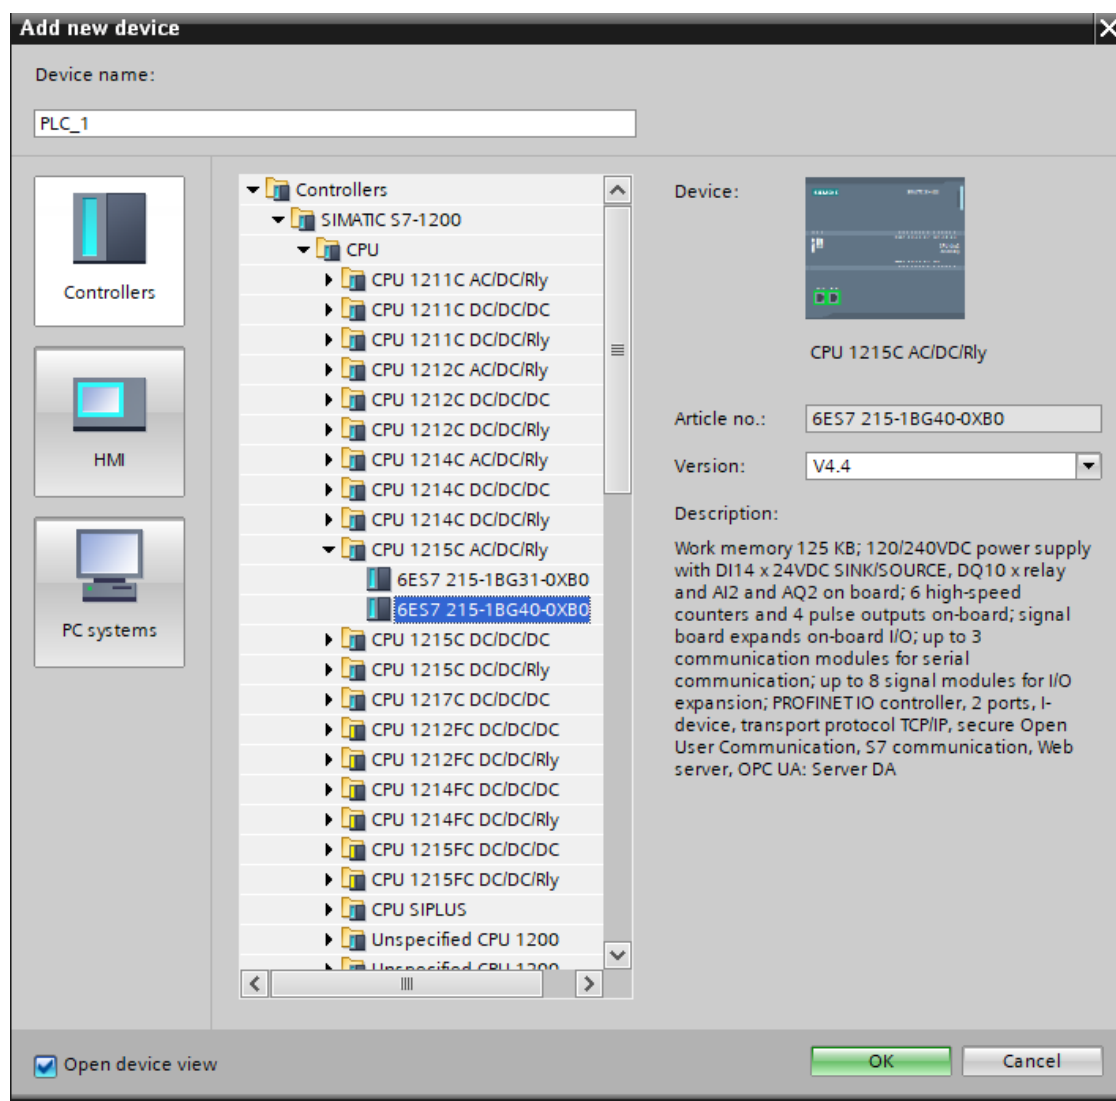 Add new device
Device name:
PLC_1
Controllers
HMI
PC systems
Controllers
SIMATIC S7-1200
CPU
CPU 1211C AC/DC/Rly
CPU 1211C DC/DC/DC
CPU 1211C DC/DC/Rly
CPU 1212C AC/DC/Rly
CPU 1212C DC/DC/DC
CPU 1212C DC/DC/Rly
CPU 1214C AC/DC/Rly
CPU 1214C DC/DC/DC
CPU 1214C DC/DC/Rly
CPU 1215C AC/DC/Rly
6ES7 215-1BG31-0XB0
6ES7 215-1BG40-0XB0
CPU 1215C DC/DC/DC
CPU 1215C DC/DC/Rly
CPU 1217C DC/DC/DC
CPU 1212FC DC/DC/DC
CPU 1212FC DC/DC/Rly
CPU 1214FC DC/DC/DC
CPU 1214FC DC/DC/Rly
CPU 1215FC DC/DC/DC
CPU 1215FC DC/DC/Rly
CPU SIPLUS
Unspecified CPU 1200
Unspecified CPU 1200
Device:
SIEMENS
CPU 1215C AC/DC/Rly
Article no.: 6ES7 215-1BG40-0XB0
Version: V4.4
Description:
Work memory 125 KB; 120/240VDC power supply
with DI14 x 24VDC SINK/SOURCE, DQ10 x relay
and AI2 and AQ2 on board; 6 high-speed
counters and 4 pulse outputs on-board; signal
board expands on-board I/O; up to 3
communication modules for serial
communication; up to 8 signal modules for I/O
expansion; PROFINET IO controller, 2 ports, I-
device, transport protocol TCP/IP, secure Open
User Communication, S7 communication, Web
server, OPC UA: Server DA
Open device view
OK
Cancel